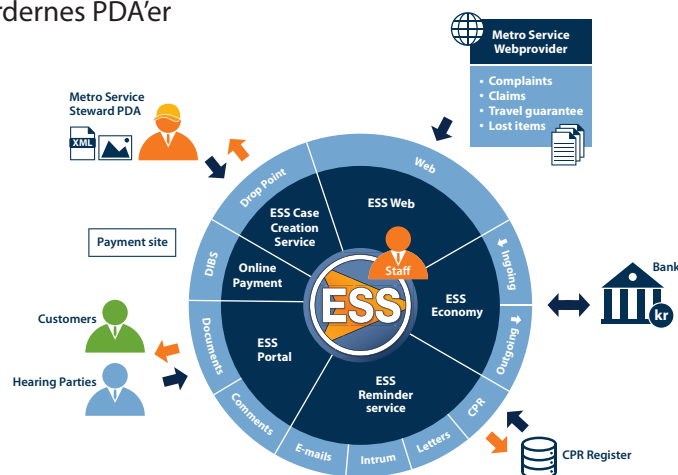 rdernes PDA'er
Metro Service
Webprovider
• Complaints
• Claims
• Travel guarantee
• Lost items
Metro Service
Steward PDA
XML
Drop Point
Web
ESS Case
Creation
Service
ESS Web
Payment site
DIBS
Online
Payment
Staff
ESS
ESS
Economy
Ingoing
Outgoing
Bank
kr
Customers
Hearing Parties
Documents
ESS
Portal
ESS
Reminder
service
Comments
E-mails
Intrum
Letters
CPR
CPR Register